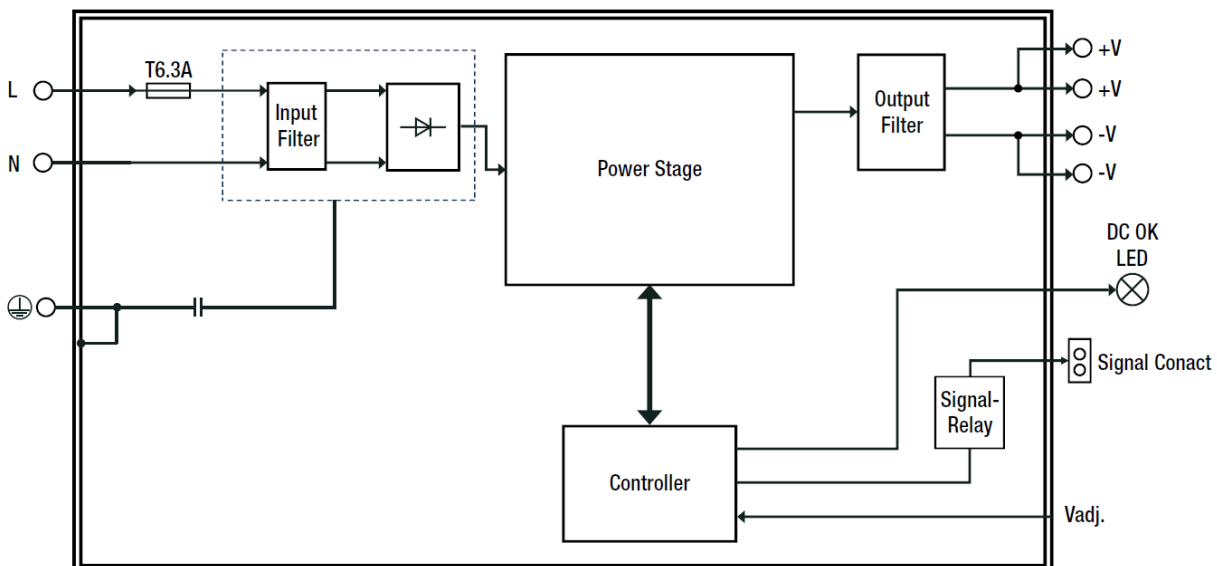 T6.3A
L
Input
Filter
N
Power Stage
Output
Filter
+V
+V
-V
-V
DC OK
LED
Signal Conact
Signal-
Relay
Controller
Vadj.